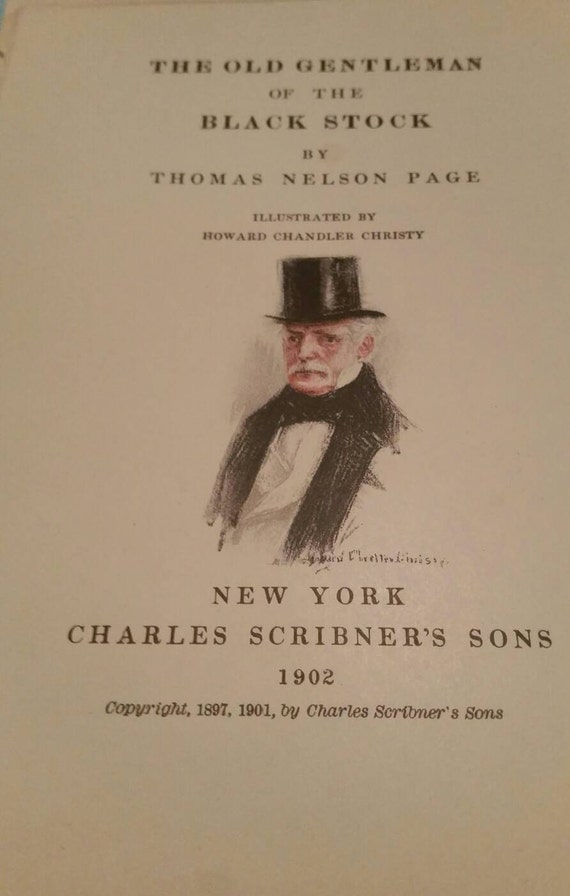 THE OLD GENTLEMAN
OF THE
BLACK STOCK
BY
THOMAS NELSON PAGE
ILLUSTRATED BY
HOWARD CHANDLER CHRISTY
NEW YORK
CHARLES SCRIBNER'S SONS
1902
Copyright, 1897, 1901, by Charles Scribner's Sons